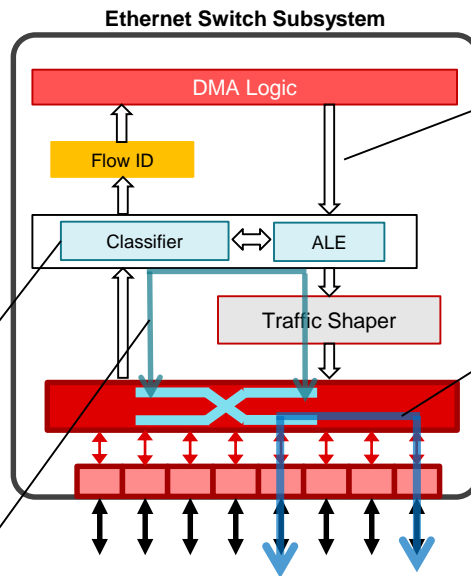 Ethernet Switch Subsystem
DMA Logic
Flow ID
Classifier
ALE
Traffic Shaper